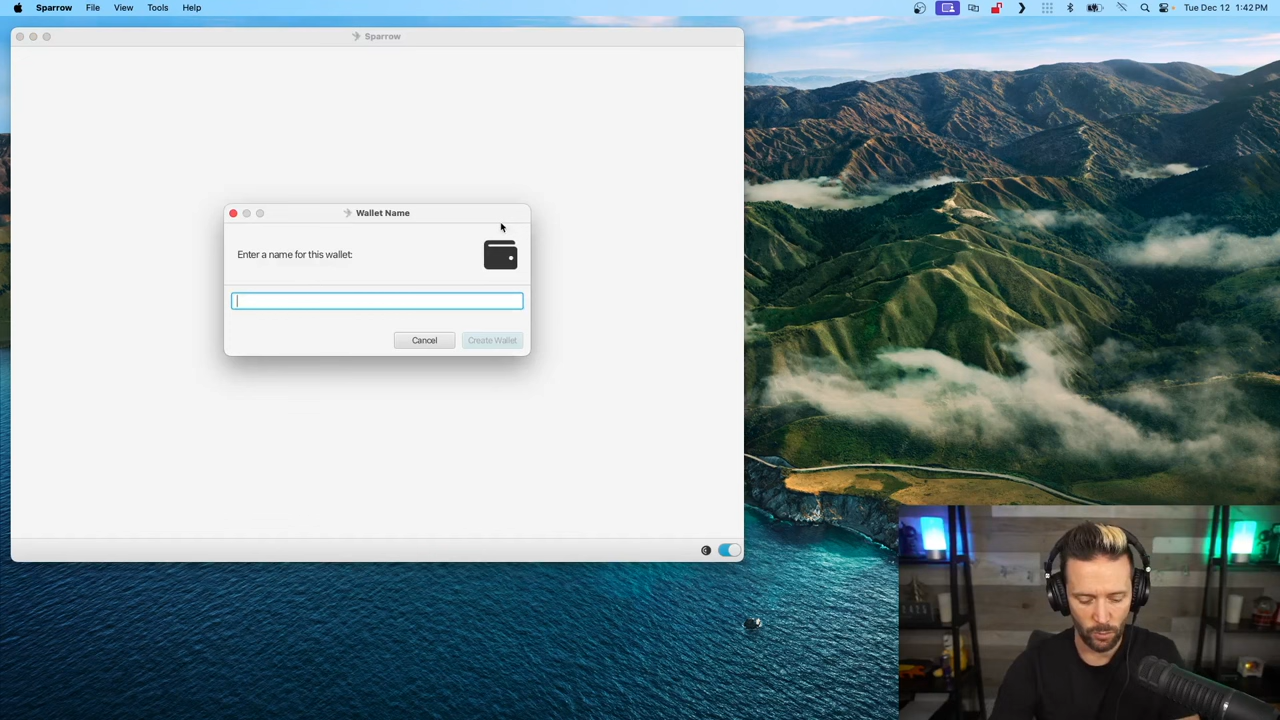 Sparrow File View Tools Help Tue Dec 12 1:42 PM
Sparrow
Wallet Name
Enter a name for this wallet:
Cancel Create Wallet